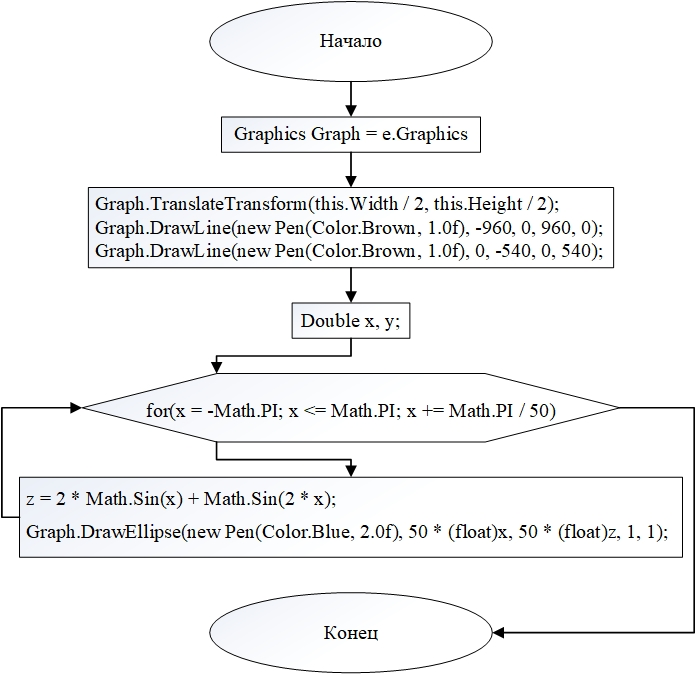 Начало
Graphics Graph = e.Graphics
Graph.TranslateTransform(this.Width / 2, this.Height / 2);
Graph.DrawLine(new Pen(Color.Brown, 1.0f), -960, 0, 960, 0);
Graph.DrawLine(new Pen(Color.Brown, 1.0f), 0, -540, 0, 540);
Double x, y;
for(x = -Math.PI; x <= Math.PI; x += Math.PI / 50)
z = 2 * Math.Sin(x) + Math.Sin(2 * x);
Graph.DrawEllipse(new Pen(Color.Blue, 2.0f), 50 * (float)x, 50 * (float)z, 1, 1);
Конец